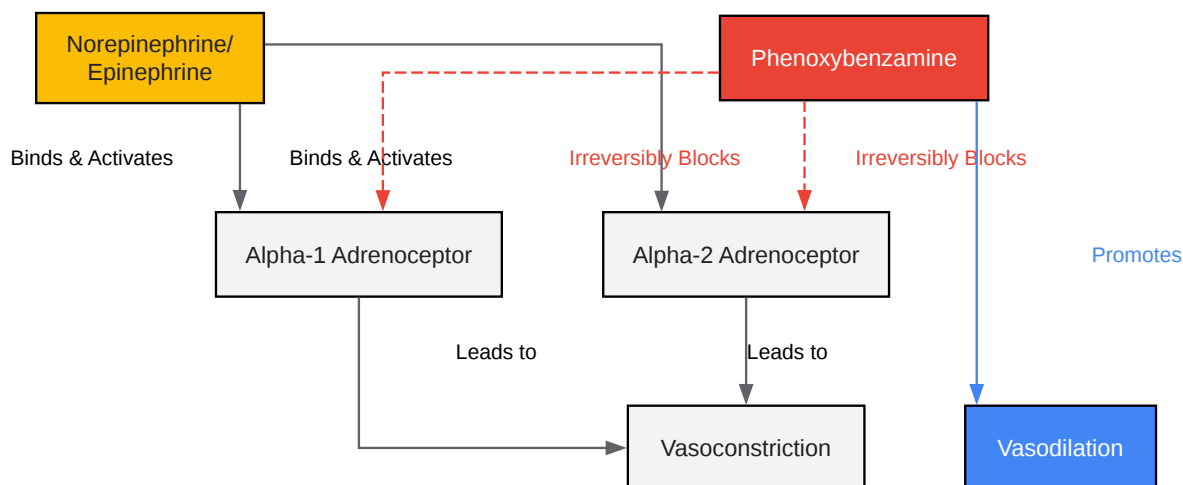 Norepinephrine/
Epinephrine
Phenoxybenzamine
Binds & Activates
Binds & Activates
Irreversibly Blocks
Irreversibly Blocks
Alpha-1 Adrenoceptor
Alpha-2 Adrenoceptor
Promotes
Leads to
Leads to
Vasoconstriction
Vasodilation